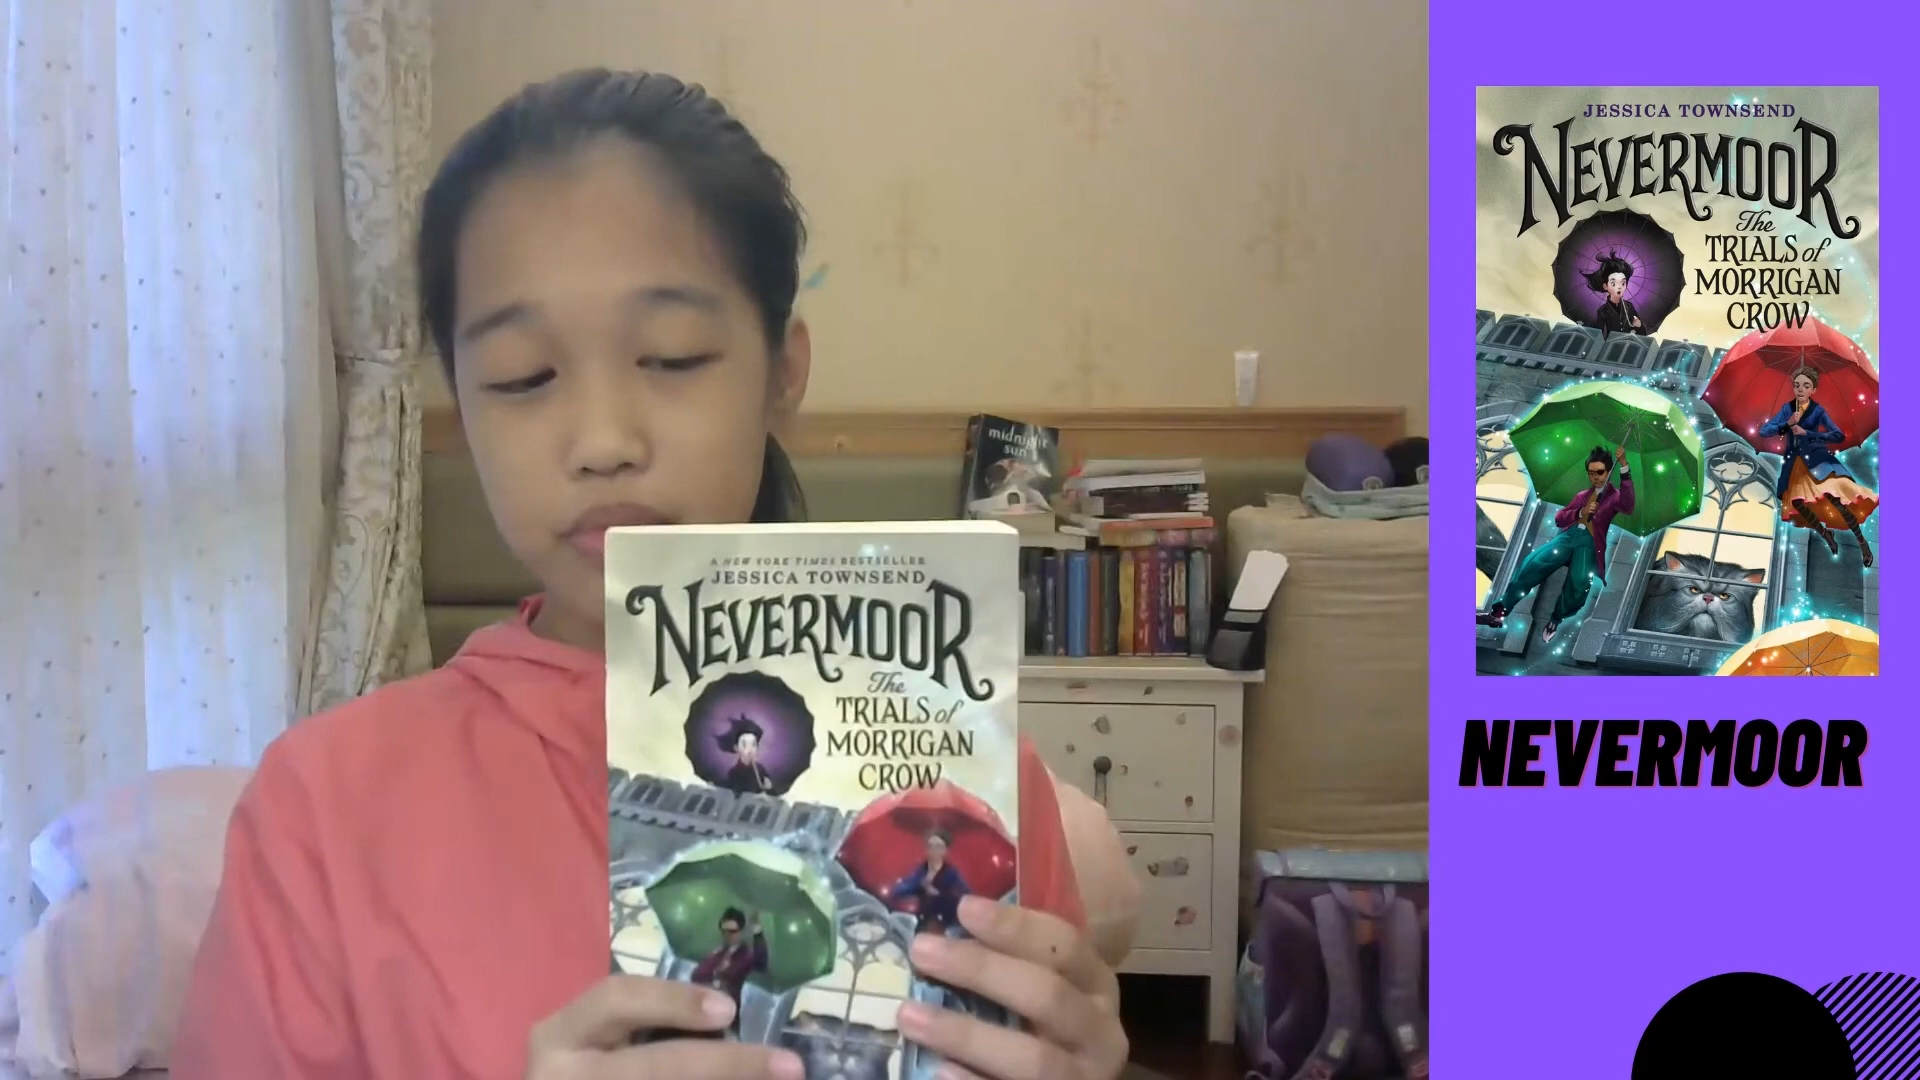 A NEW YORK TIMES BESTSELLER
JESSICA TOWNSEND
NEVERMOOR
The
TRIALS of
MORRIGAN
CROW
midnight
sun
JESSICA TOWNSEND
NEVERMOOR
The
TRIALS of
MORRIGAN
CROW
NEVERMOOR